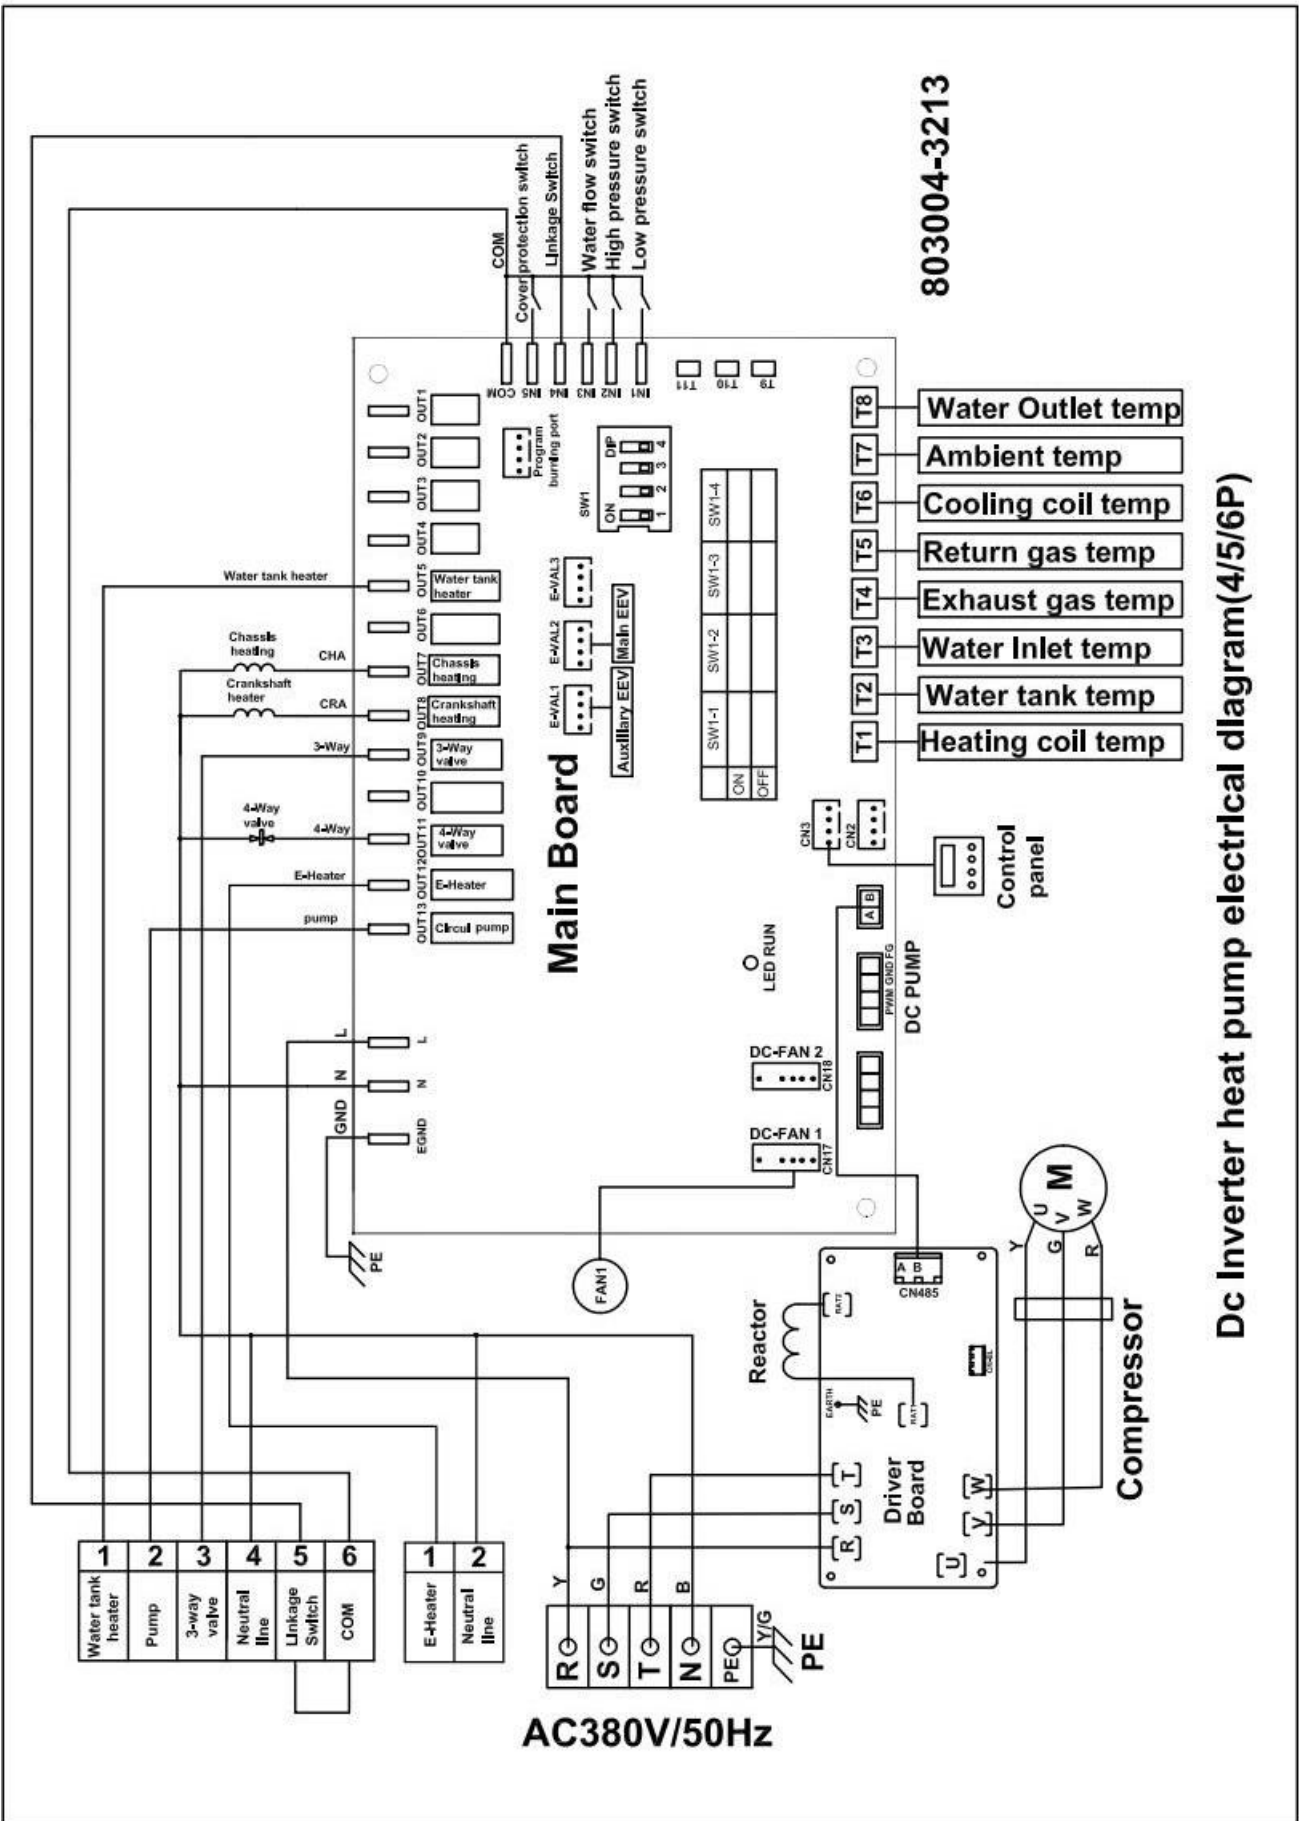 803004-3213
Dc Inverter heat pump electrical diagram(4/5/6P)
COM
Cover protection switch
Linkage Switch
Water flow switch
High pressure switch
Low pressure switch
COM
IN5
IN4
IN3
IN2
IN1
T11
T10
T9
OUT1
OUT2
OUT3
OUT4
OUT5
Water tank
heater
OUT6
OUT7
Chassis
heating
OUT8
Crankshaft
heating
OUT9
3-Way
valve
OUT10
OUT11
4-Way
valve
OUT12
E-Heater
OUT13
Circul pump
Water tank heater
Chassis
heating
CHA
Crankshaft
heater
CRA
3-Way
4-Way
valve
4-Way
E-Heater
pump
L
L
N
N
GND
EGND
PE
Program
burning port
SW1
ON
DIP
1
2
3
4
E-VAL3
E-VAL2
E-VAL1
Main EEV
Auxiliary EEV
Main Board
SW1-1
SW1-2
SW1-3
SW1-4
ON
OFF
T8
Water Outlet temp
T7
Ambient temp
T6
Cooling coil temp
T5
Return gas temp
T4
Exhaust gas temp
T3
Water Inlet temp
T2
Water tank temp
T1
Heating coil temp
CN3
CN2
Control
panel
A B
PWM GND FG
DC PUMP
LED RUN
DC-FAN 2
CN18
DC-FAN 1
CN17
FAN1
M
U
V
W
Y
G
R
Compressor
A B
CN485
Reactor
RAT2
RAT1
EARTH
PE
Driver
Board
T
S
R
W
V
U
1
2
3
4
5
6
Water tank
heater
Pump
3-way
valve
Neutral
line
Linkage
Switch
COM
1
2
E-Heater
Neutral
line
Y
G
R
B
Y/G
R
S
T
N
PE
PE
AC380V/50Hz